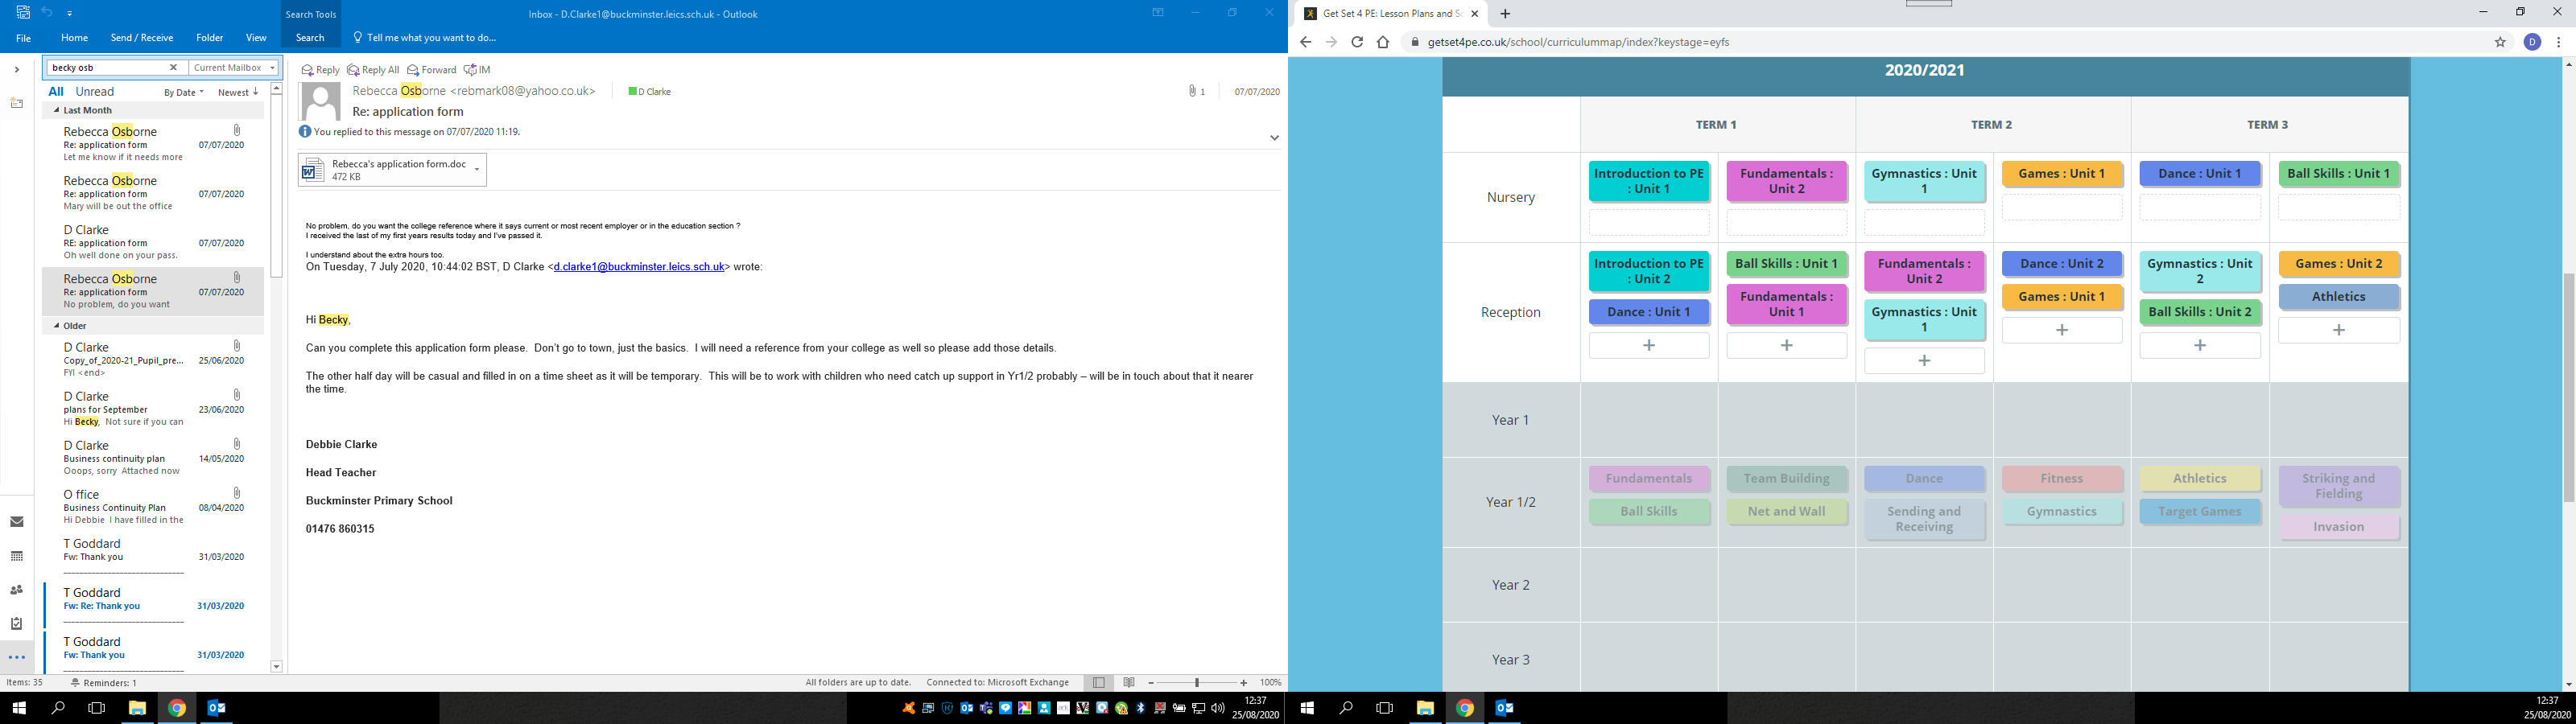 Search Tools
Inbox - D.Clarke1@buckminster.leics.sch.uk - Outlook
File
Home
Send / Receive
Folder
View
Search
Tell me what you want to do...
becky osb
Current Mailbox
All Unread
By Date Newest
Last Month
Rebecca Osborne
Re: application form 07/07/2020
Let me know if it needs more
Rebecca Osborne
Re: application form 07/07/2020
Mary will be out the office
D Clarke
RE: application form 07/07/2020
Oh well done on your pass.
Rebecca Osborne
Re: application form 07/07/2020
No problem, do you want
Older
D Clarke
Copy_of_2020-21_Pupil_pre... 25/06/2020
FYI <end>
D Clarke
plans for September 23/06/2020
Hi Becky, Not sure if you can
D Clarke
Business continuity plan 14/05/2020
Ooops, sorry Attached now
O ffice
Business Continuity Plan 08/04/2020
Hi Debbie I have filled in the
T Goddard
Fw: Thank you 31/03/2020
T Goddard
Fw: Re: Thank you 31/03/2020
T Goddard
Fw: Thank you 31/03/2020
Reply Reply All Forward IM
Rebecca Osborne <rebmark08@yahoo.co.uk> D Clarke 1 07/07/2020
Re: application form
You replied to this message on 07/07/2020 11:19.
Rebecca's application form.doc
472 KB
No problem, do you want the college reference where it says current or most recent employer or in the education section ?
I received the last of my first years results today and I've passed it.
I understand about the extra hours too.
On Tuesday, 7 July 2020, 10:44:02 BST, D Clarke <d.clarke1@buckminster.leics.sch.uk> wrote:
Hi Becky,
Can you complete this application form please. Don't go to town, just the basics. I will need a reference from your college as well so please add those details.
The other half day will be casual and filled in on a time sheet as it will be temporary. This will be to work with children who need catch up support in Yr1/2 probably – will be in touch about that it nearer
the time.
Debbie Clarke
Head Teacher
Buckminster Primary School
01476 860315
Items: 35 Reminders: 1
All folders are up to date. Connected to: Microsoft Exchange
100%
12:37
25/08/2020
Get Set 4 PE: Lesson Plans and Sc
getset4pe.co.uk/school/curriculummap/index?keystage=eyfs
D
2020/2021
TERM 1 TERM 2 TERM 3
Nursery
Introduction to PE
: Unit 1
Fundamentals :
Unit 2
Gymnastics : Unit
1
Games : Unit 1
Dance : Unit 1
Ball Skills : Unit 1
Reception
Introduction to PE
: Unit 2
Dance : Unit 1
+
Ball Skills : Unit 1
Fundamentals :
Unit 1
+
Fundamentals :
Unit 2
Gymnastics : Unit
1
+
Dance : Unit 2
Games : Unit 1
+
Gymnastics : Unit
2
Ball Skills : Unit 2
+
Games : Unit 2
Athletics
+
Year 1
Year 1/2
Fundamentals
Ball Skills
Team Building
Net and Wall
Dance
Sending and
Receiving
Fitness
Gymnastics
Athletics
Target Games
Striking and
Fielding
Invasion
Year 2
Year 3
12:37
25/08/2020